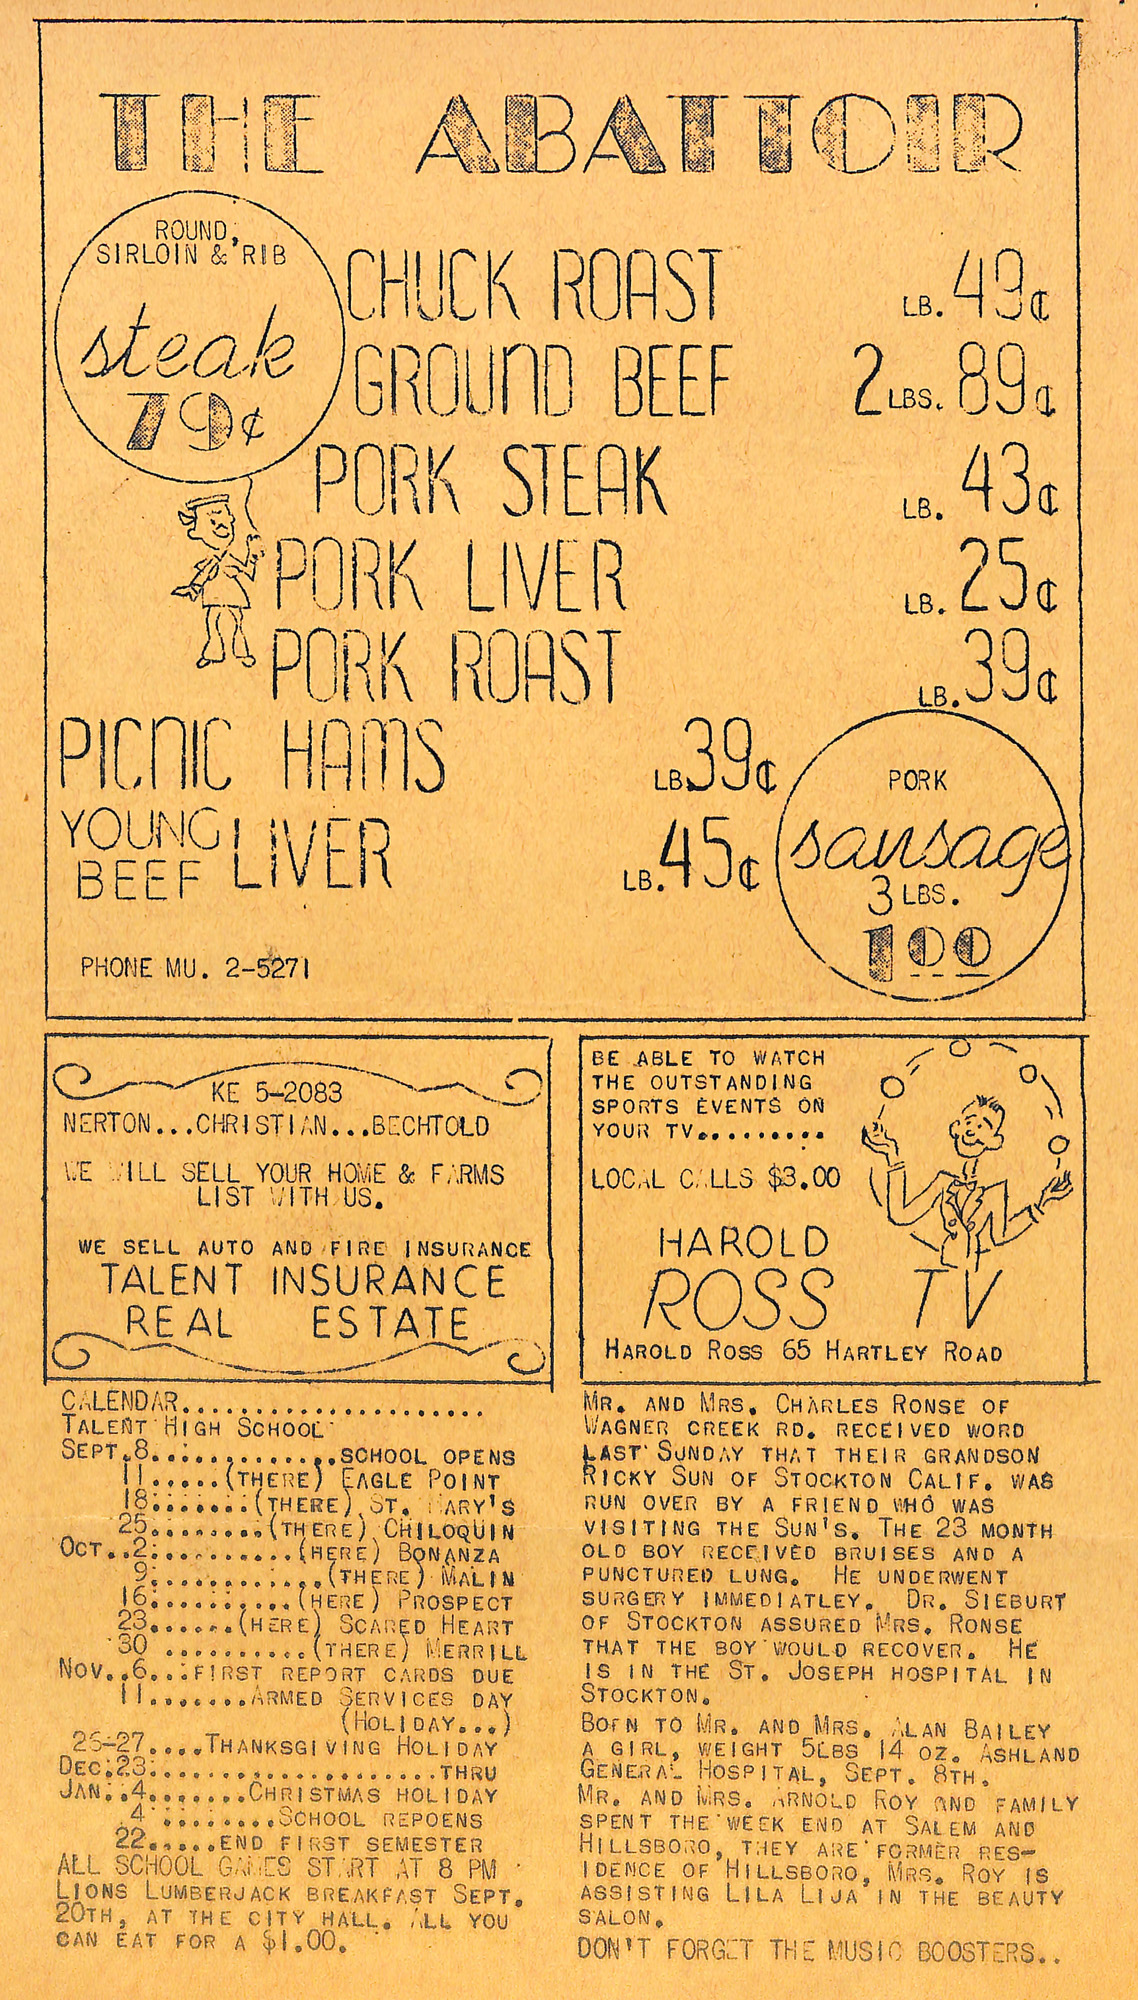 THE ABATTOIR
ROUND,
SIRLOIN & RIB
steak
79¢
CHUCK ROAST LB. 49¢
GROUND BEEF 2 LBS. 89¢
PORK STEAK LB. 43¢
PORK LIVER LB. 25¢
PORK ROAST LB. 39¢
PICNIC HAMS LB. 39¢
YOUNG BEEF LIVER LB. 45¢
PORK
sausage
3 LBS.
100
PHONE MU. 2-5271
KE 5-2083
NERTON...CHRISTIAN...BECHTOLD
WE WILL SELL YOUR HOME & FARMS
LIST WITH US.
WE SELL AUTO AND FIRE INSURANCE
TALENT INSURANCE
REAL ESTATE
BE ABLE TO WATCH
THE OUTSTANDING
SPORTS EVENTS ON
YOUR TV.........
LOCAL CALLS $3.00
HAROLD
ROSS TV
HAROLD ROSS 65 HARTLEY ROAD
CALENDAR......................
TALENT HIGH SCHOOL
SEPT.8..............SCHOOL OPENS
11......(THERE) EAGLE POINT
18.......(THERE) ST. MARY'S
25.........(THERE) CHILOQUIN
OCT..2...........(HERE) BONANZA
9.............(THERE) MALIN
16...........(HERE) PROSPECT
23......(HERE) SCARED HEART
30 ..........(THERE) MERRILL
NOV..6...FIRST REPORT CARDS DUE
11.......ARMED SERVICES DAY
(HOLIDAY...)
26-27....THANKSGIVING HOLIDAY
DEC.23.....................THRU
JAN..4.......CHRISTMAS HOLIDAY
4 ........SCHOOL REPOENS
22.....END FIRST SEMESTER
ALL SCHOOL GAMES START AT 8 PM
LIONS LUMBERJACK BREAKFAST SEPT.
20TH, AT THE CITY HALL. ALL YOU
CAN EAT FOR A $1.00.
MR. AND MRS. CHARLES RONSE OF
WAGNER CREEK RD. RECEIVED WORD
LAST SUNDAY THAT THEIR GRANDSON
RICKY SUN OF STOCKTON CALIF. WAS
RUN OVER BY A FRIEND WHO WAS
VISITING THE SUN'S. THE 23 MONTH
OLD BOY RECEIVED BRUISES AND A
PUNCTURED LUNG. HE UNDERWENT
SURGERY IMMEDIATLEY. DR. SIEBURT
OF STOCKTON ASSURED MRS. RONSE
THAT THE BOY WOULD RECOVER. HE
IS IN THE ST. JOSEPH HOSPITAL IN
STOCKTON.
BORN TO MR. AND MRS. ALAN BAILEY
A GIRL, WEIGHT 5LBS 14 OZ. ASHLAND
GENERAL HOSPITAL, SEPT. 8TH.
MR. AND MRS. ARNOLD ROY AND FAMILY
SPENT THE WEEK END AT SALEM AND
HILLSBORO, THEY ARE FORMER RES-
IDENCE OF HILLSBORO, MRS. ROY IS
ASSISTING LILA LIJA IN THE BEAUTY
SALON.
DON'T FORGET THE MUSIC BOOSTERS..